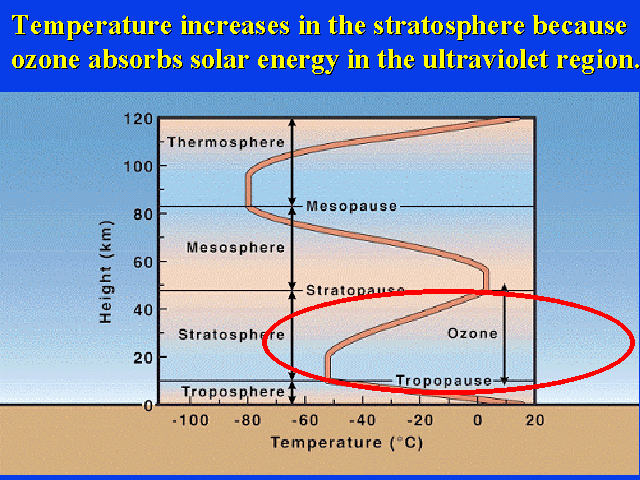 Temperature increases in the stratosphere because
ozone absorbs solar energy in the ultraviolet region.
120
Thermosphere
100
Mesopause
80
Mesosphere
60
Stratopause
40
Stratosphere
Ozone
20
Tropopause
Troposphere
0
Height (km)
-100 -80 -60 -40 -20 0 20
Temperature (°C)